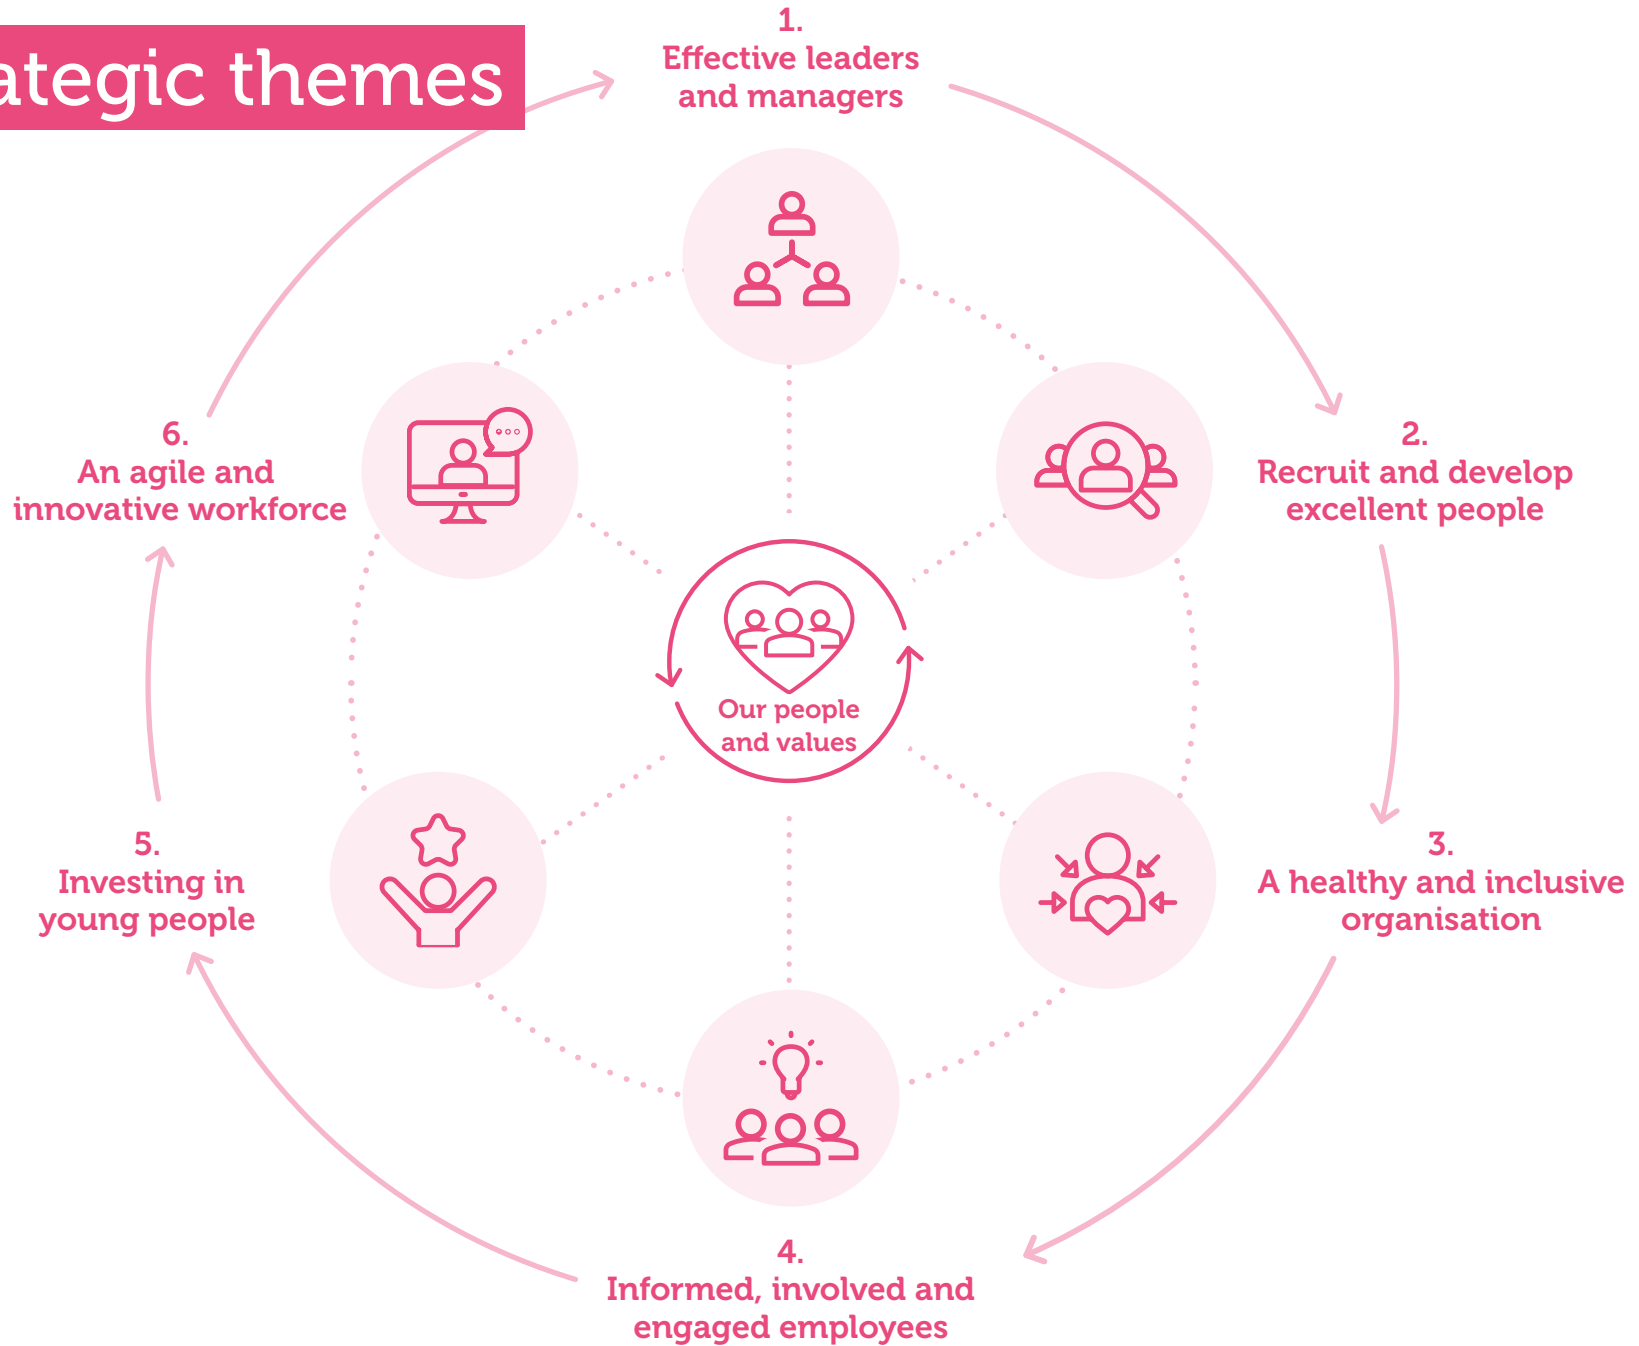 ategic themes
1.
Effective leaders
and managers
2.
Recruit and develop
excellent people
3.
A healthy and inclusive
organisation
4.
Informed, involved and
engaged employees
5.
Investing in
young people
6.
An agile and
innovative workforce
Our people
and values